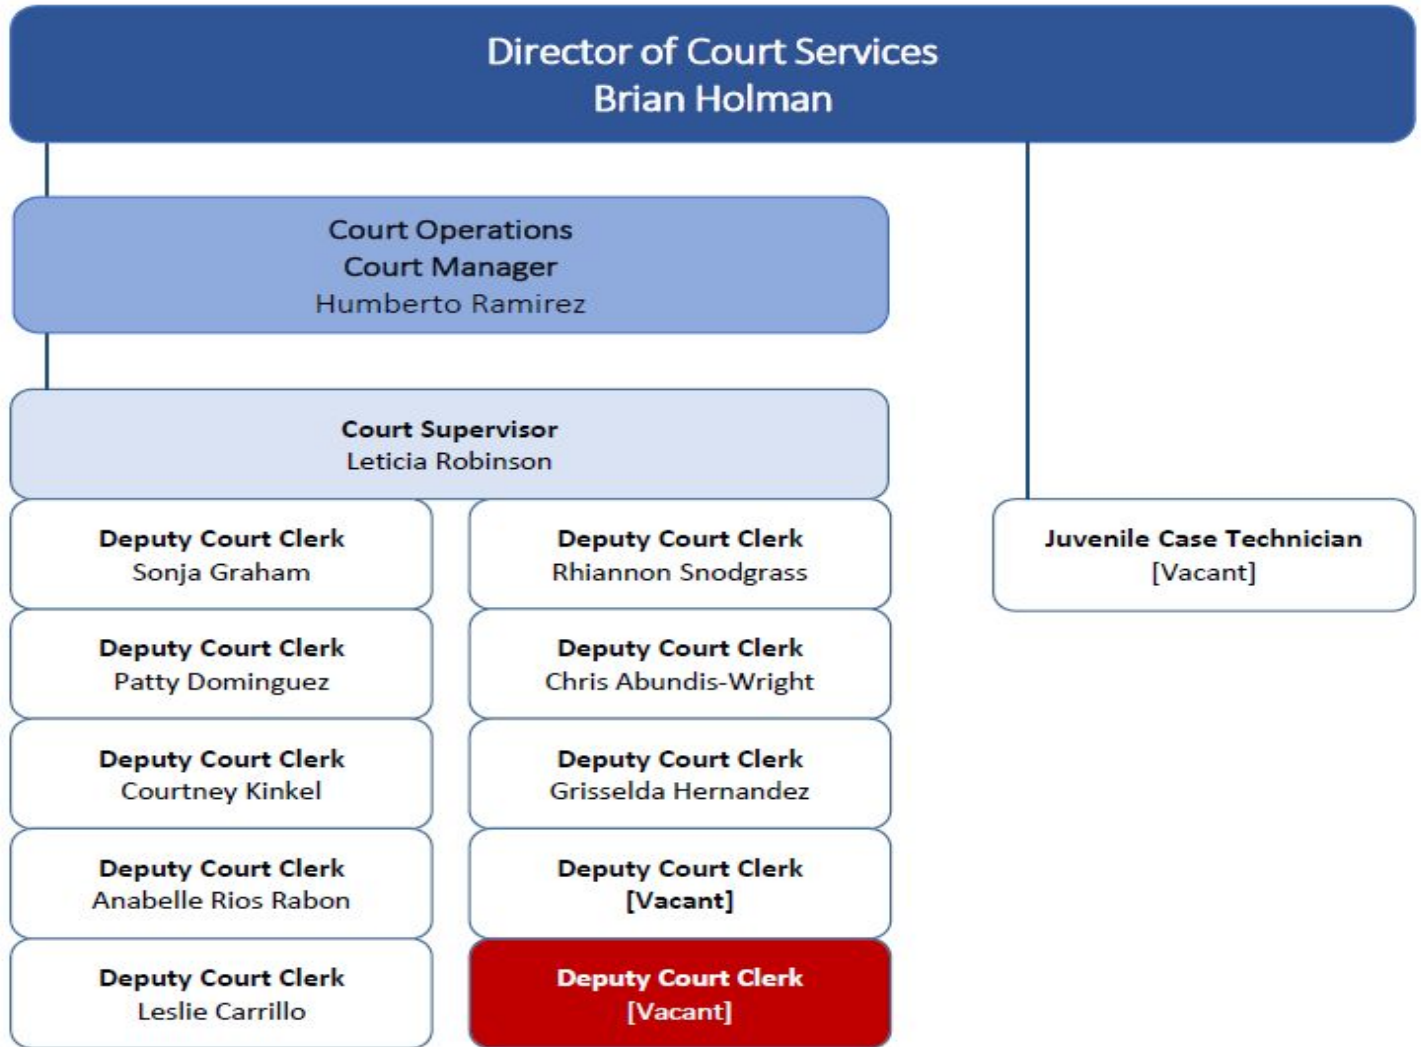 Director of Court Services
Brian Holman
Court Operations
Court Manager
Humberto Ramirez
Court Supervisor
Leticia Robinson
Deputy Court Clerk
Sonja Graham
Deputy Court Clerk
Rhiannon Snodgrass
Juvenile Case Technician
[Vacant]
Deputy Court Clerk
Patty Dominguez
Deputy Court Clerk
Chris Abundis-Wright
Deputy Court Clerk
Courtney Kinkel
Deputy Court Clerk
Grisselda Hernandez
Deputy Court Clerk
Anabelle Rios Rabon
Deputy Court Clerk
[Vacant]
Deputy Court Clerk
Leslie Carrillo
Deputy Court Clerk
[Vacant]